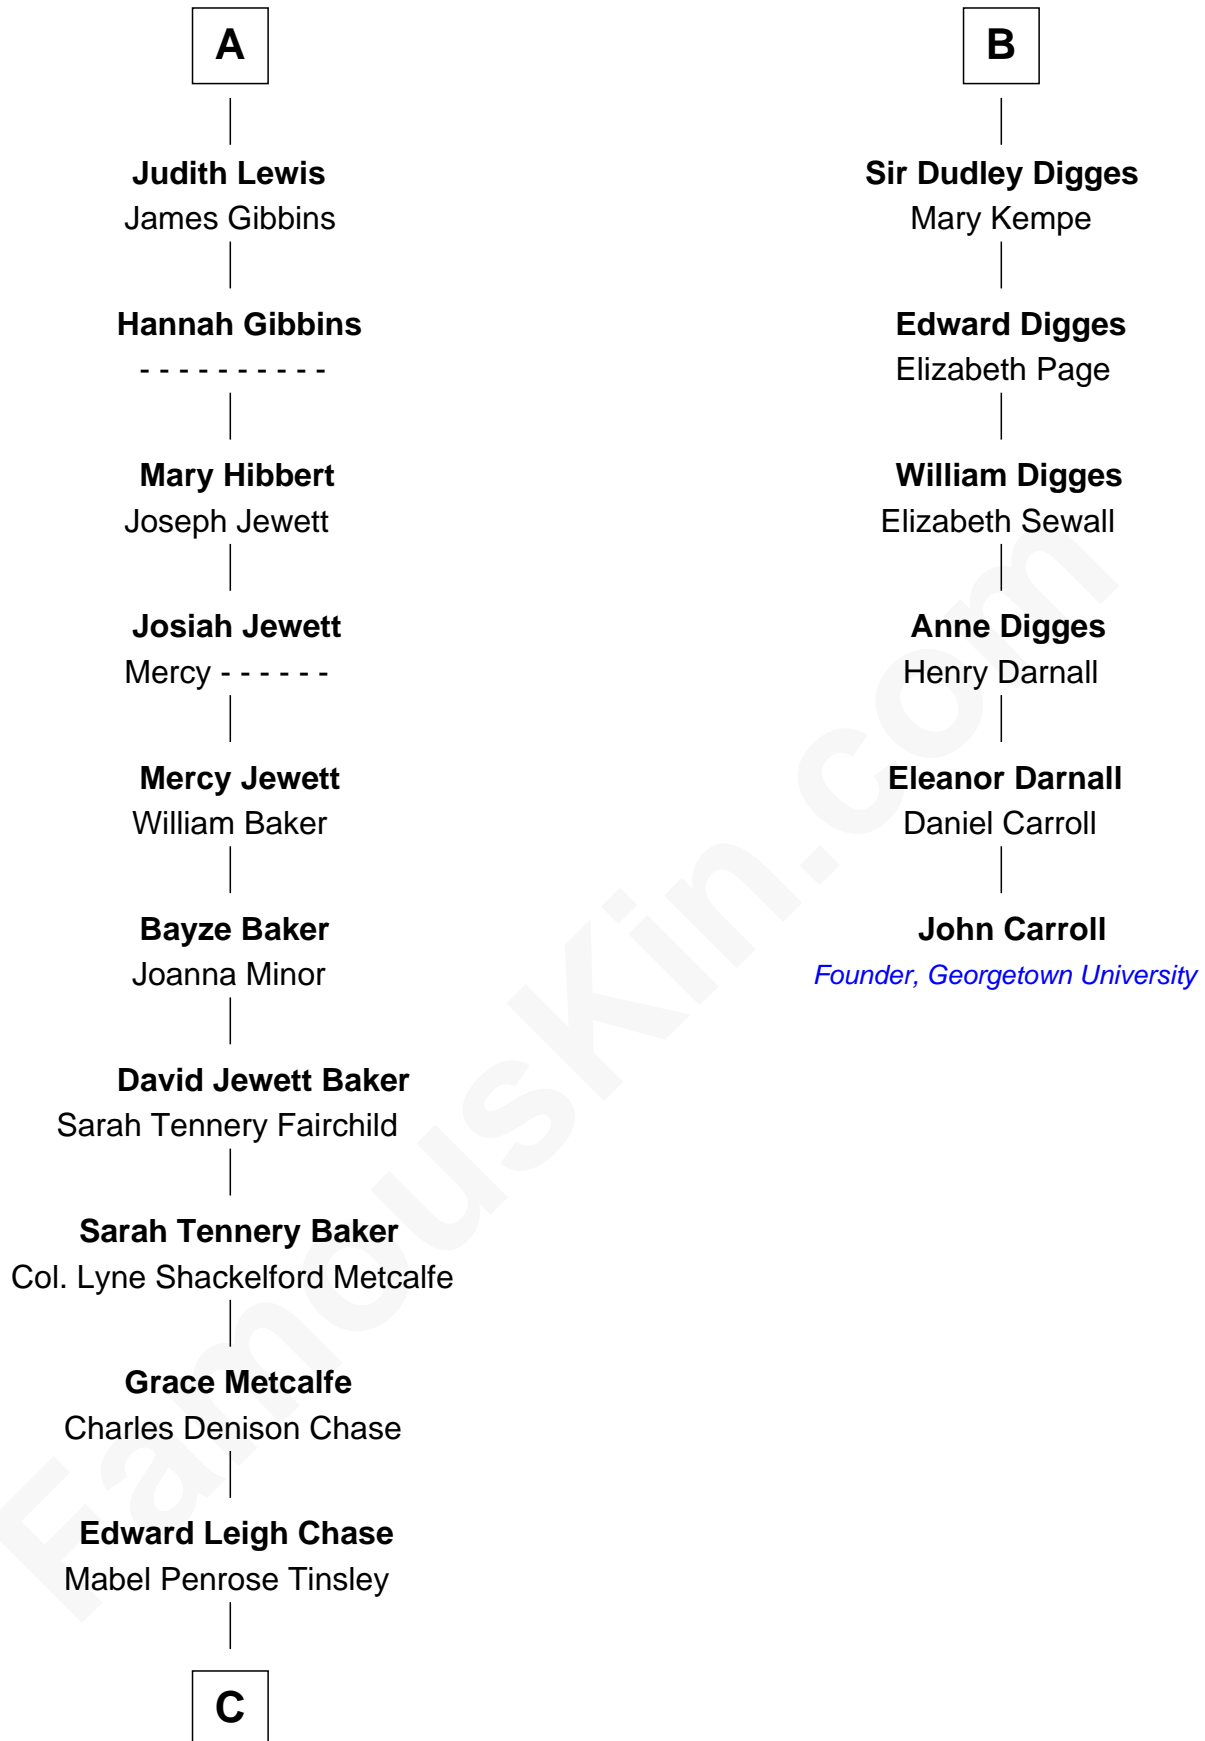 A
Judith Lewis
James Gibbins
Hannah Gibbins
- - - - - - - - - -
Mary Hibbert
Joseph Jewett
Josiah Jewett
Mercy - - - - - -
Mercy Jewett
William Baker
Bayze Baker
Joanna Minor
David Jewett Baker
Sarah Tennery Fairchild
Sarah Tennery Baker
Col. Lyne Shackelford Metcalfe
Grace Metcalfe
Charles Denison Chase
Edward Leigh Chase
Mabel Penrose Tinsley
C
B
Sir Dudley Digges
Mary Kempe
Edward Digges
Elizabeth Page
William Digges
Elizabeth Sewall
Anne Digges
Henry Darnall
Eleanor Darnall
Daniel Carroll
John Carroll
Founder, Georgetown University
FamousKin.com